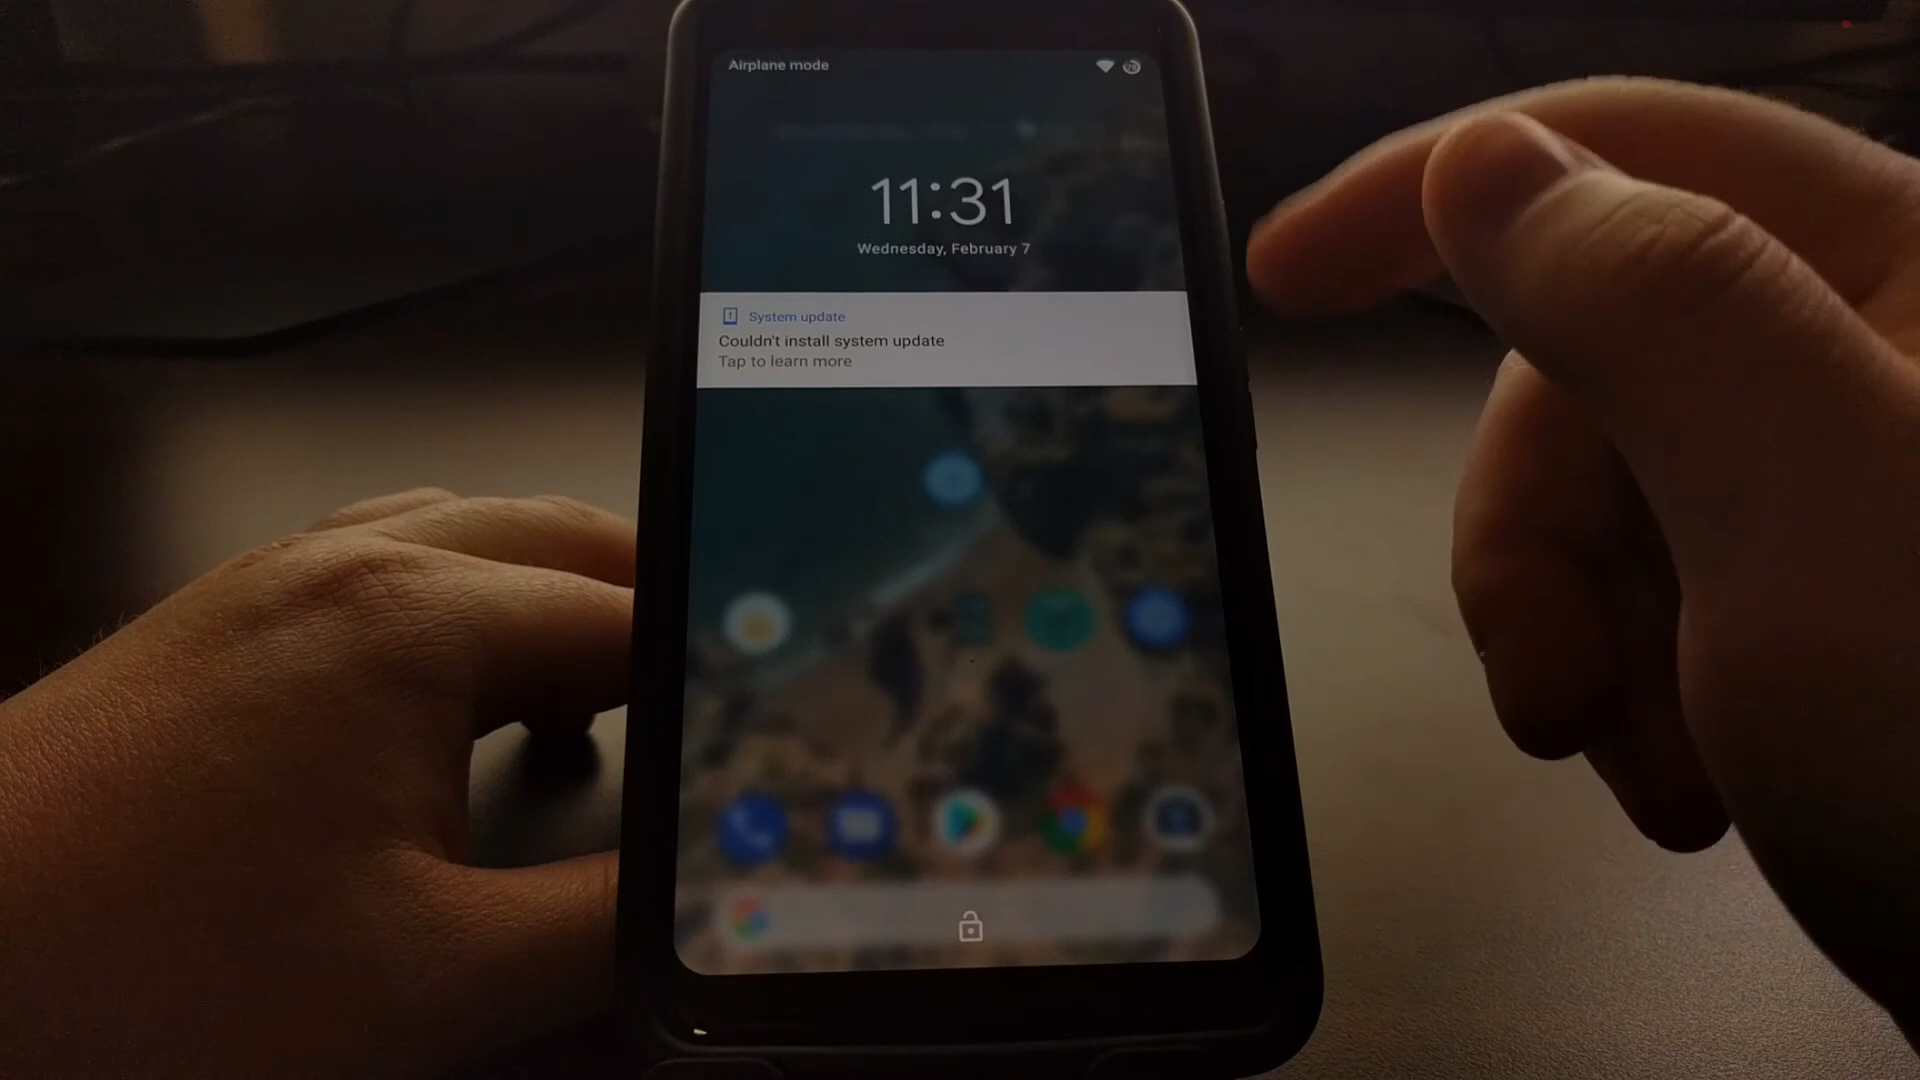 Airplane mode
11:31
Wednesday, February 7
System update
Couldn't install system update
Tap to learn more